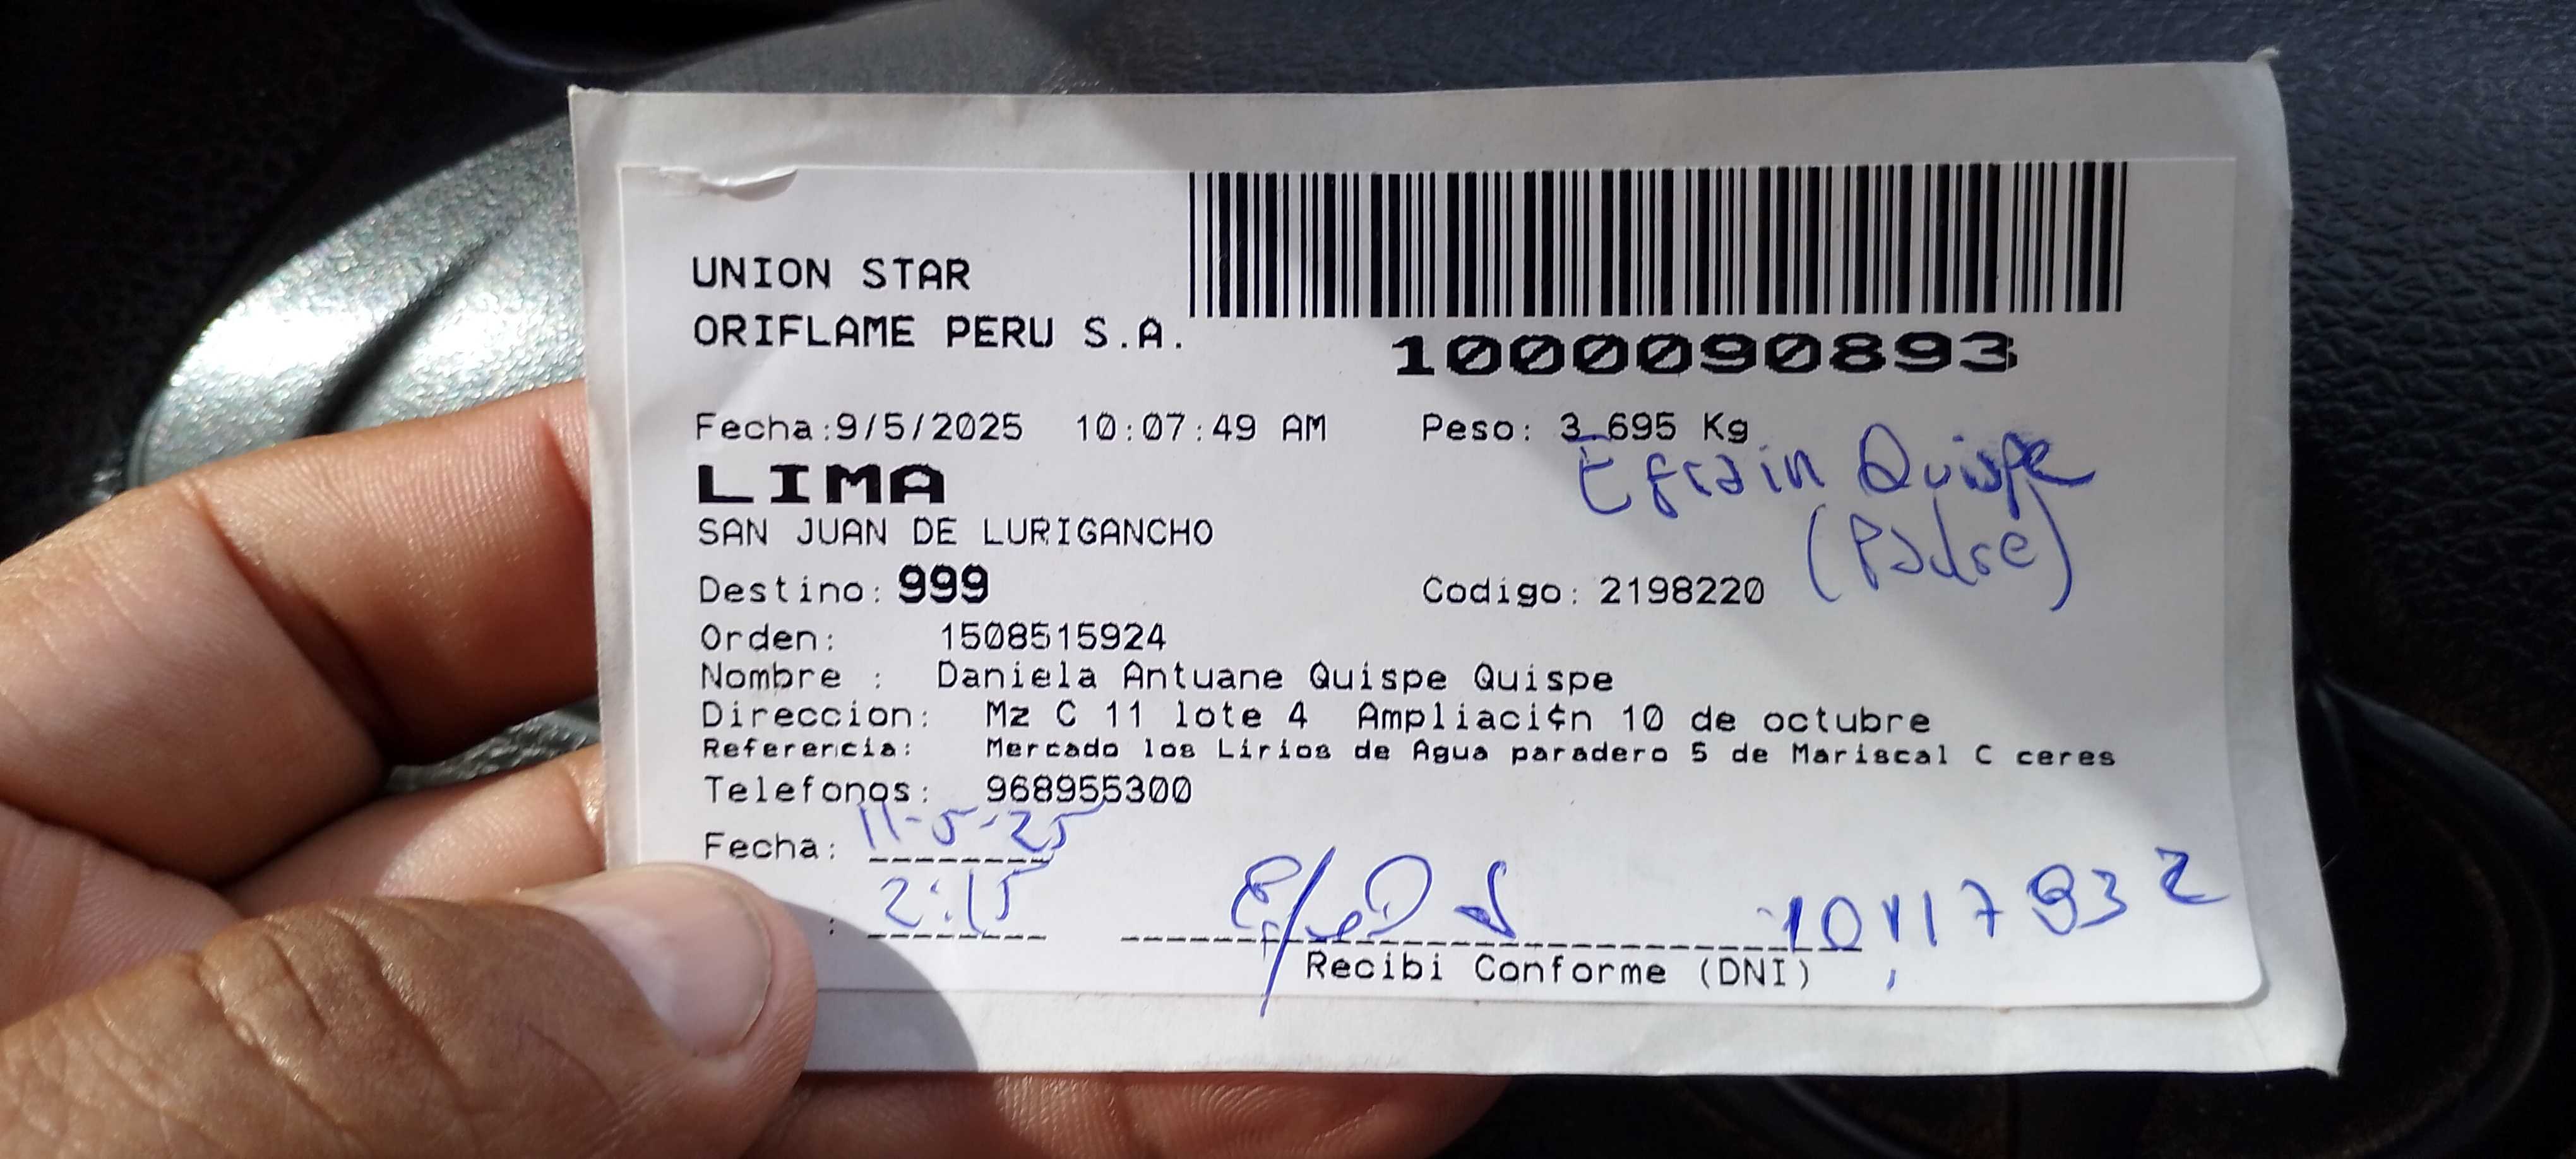 UNION STAR
ORIFLAME PERU S.A.
1000090893
Fecha:9/5/2025 10:07:49 AM Peso: 3.695 Kg
Efrain Quispe
LIMA
(Padre)
SAN JUAN DE LURIGANCHO
Destino: 999 Codigo: 2198220
Orden: 1508515924
Nombre : Daniela Antuane Quispe Quispe
Direccion: Mz C 11 lote 4 Ampliaci¢n 10 de octubre
Referencia: Mercado los Lirios de Agua paradero 5 de Mariscal C ceres
Telefonos: 968955300
Fecha: 11-5-25
: 2:15
Recibi Conforme (DNI)